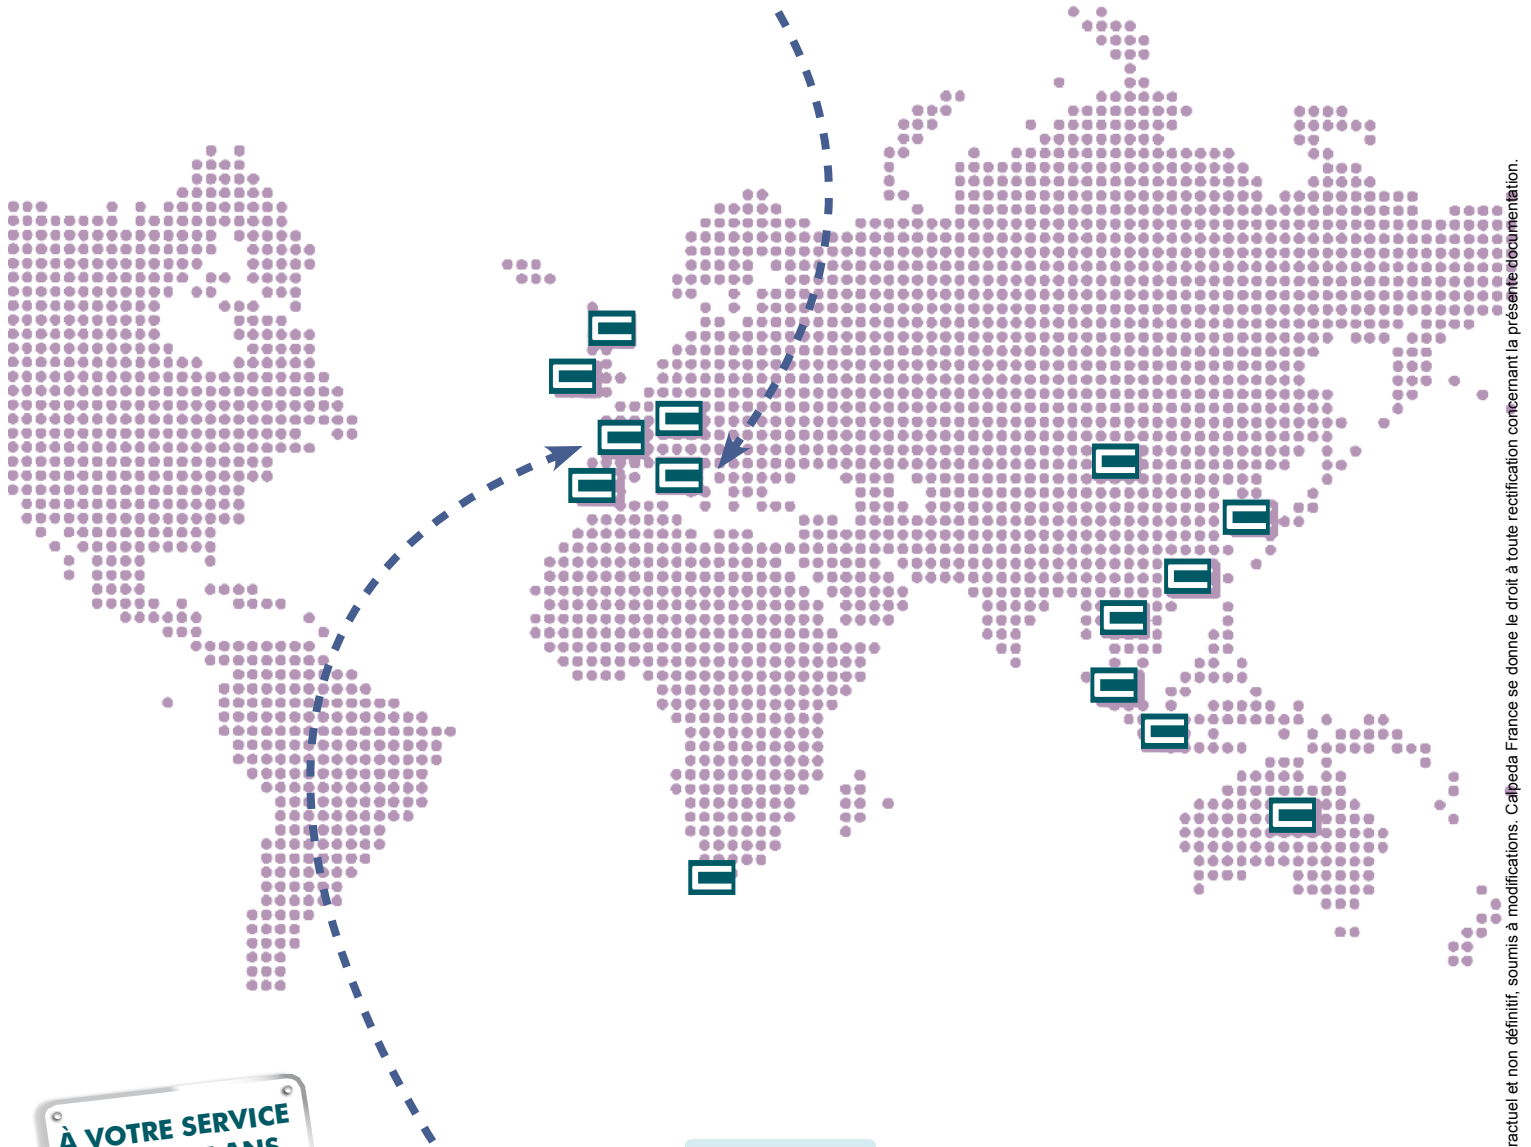 ractuel et non définitif, soumis à modifications. Calpeda France se donne le droit à toute rectification concernant la présente documentation.
À VOTRE SERVICE
ANS